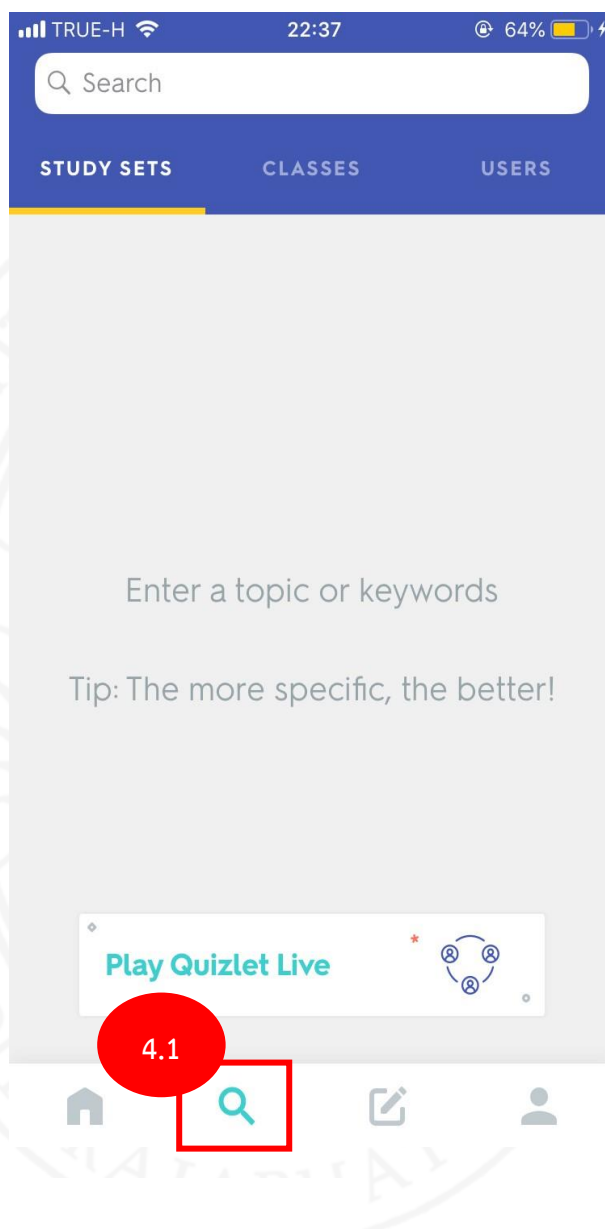 TRUE-H 22:37 64%
Search
STUDY SETS CLASSES USERS
Enter a topic or keywords
Tip: The more specific, the better!
Play Quizlet Live
4.1